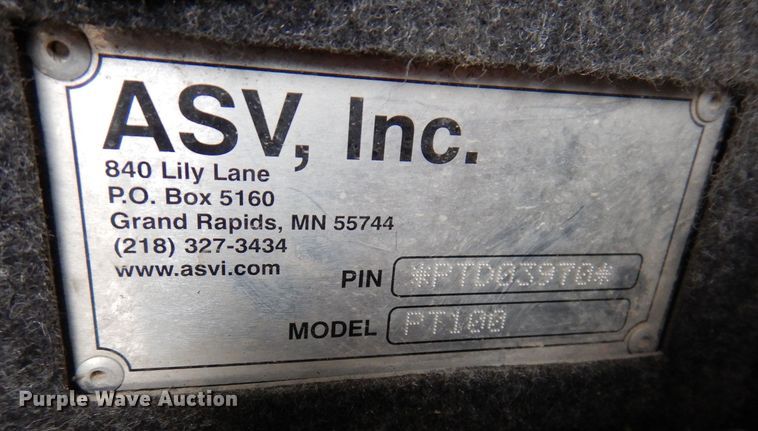 ASV, Inc.
840 Lily Lane
P.O. Box 5160
Grand Rapids, MN 55744
(218) 327-3434
www.asvi.com
PIN *PTD03970*
MODEL PT100
Purple Wave Auction